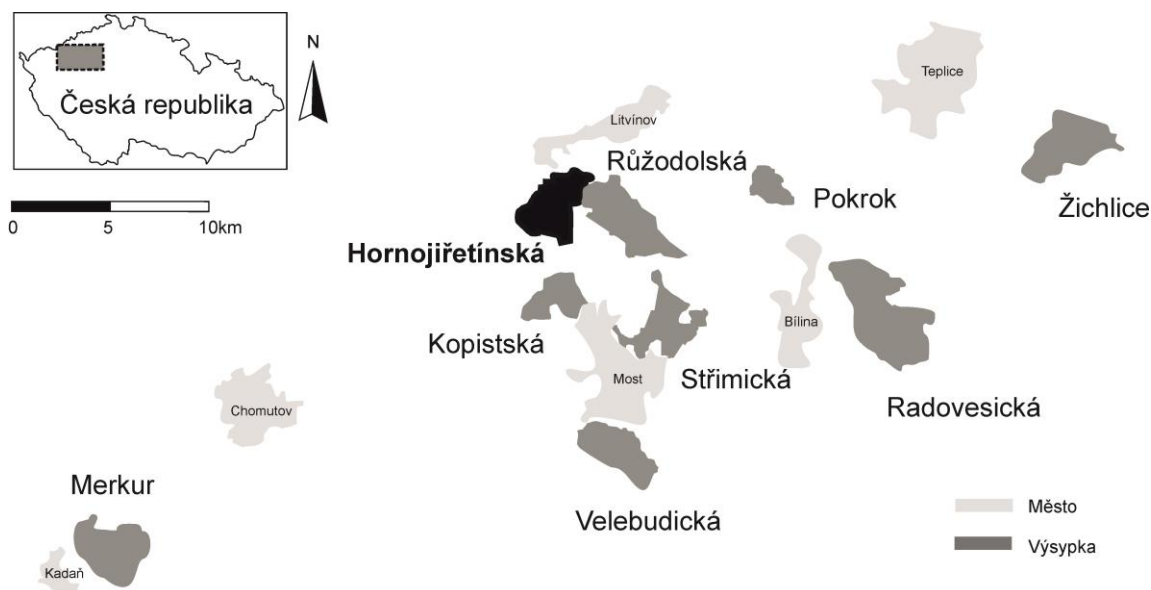 N
Česká republika
0 5 10km
Teplice
Litvínov
Růžodolská
Pokrok
Žichlice
Hornojiřetínská
Kopistská
Bílina
Most
Střimická
Chomutov
Radovesická
Merkur
Velebudická
Město
Výsypka
Kadaň